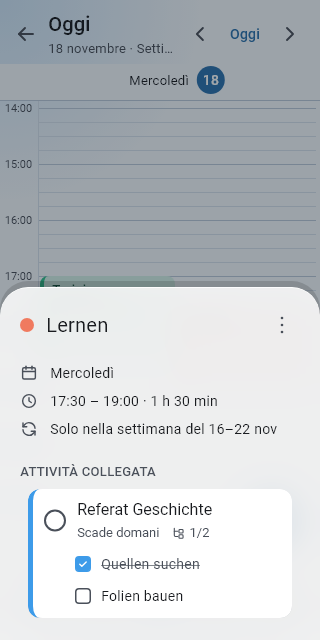 Oggi
18 novembre · Setti…
Oggi
Mercoledì 18
14:00
15:00
16:00
17:00
Lernen
Mercoledì
17:30 – 19:00 · 1 h 30 min
Solo nella settimana del 16–22 nov
ATTIVITÀ COLLEGATA
Referat Geschichte
Scade domani 1/2
Quellen suchen
Folien bauen